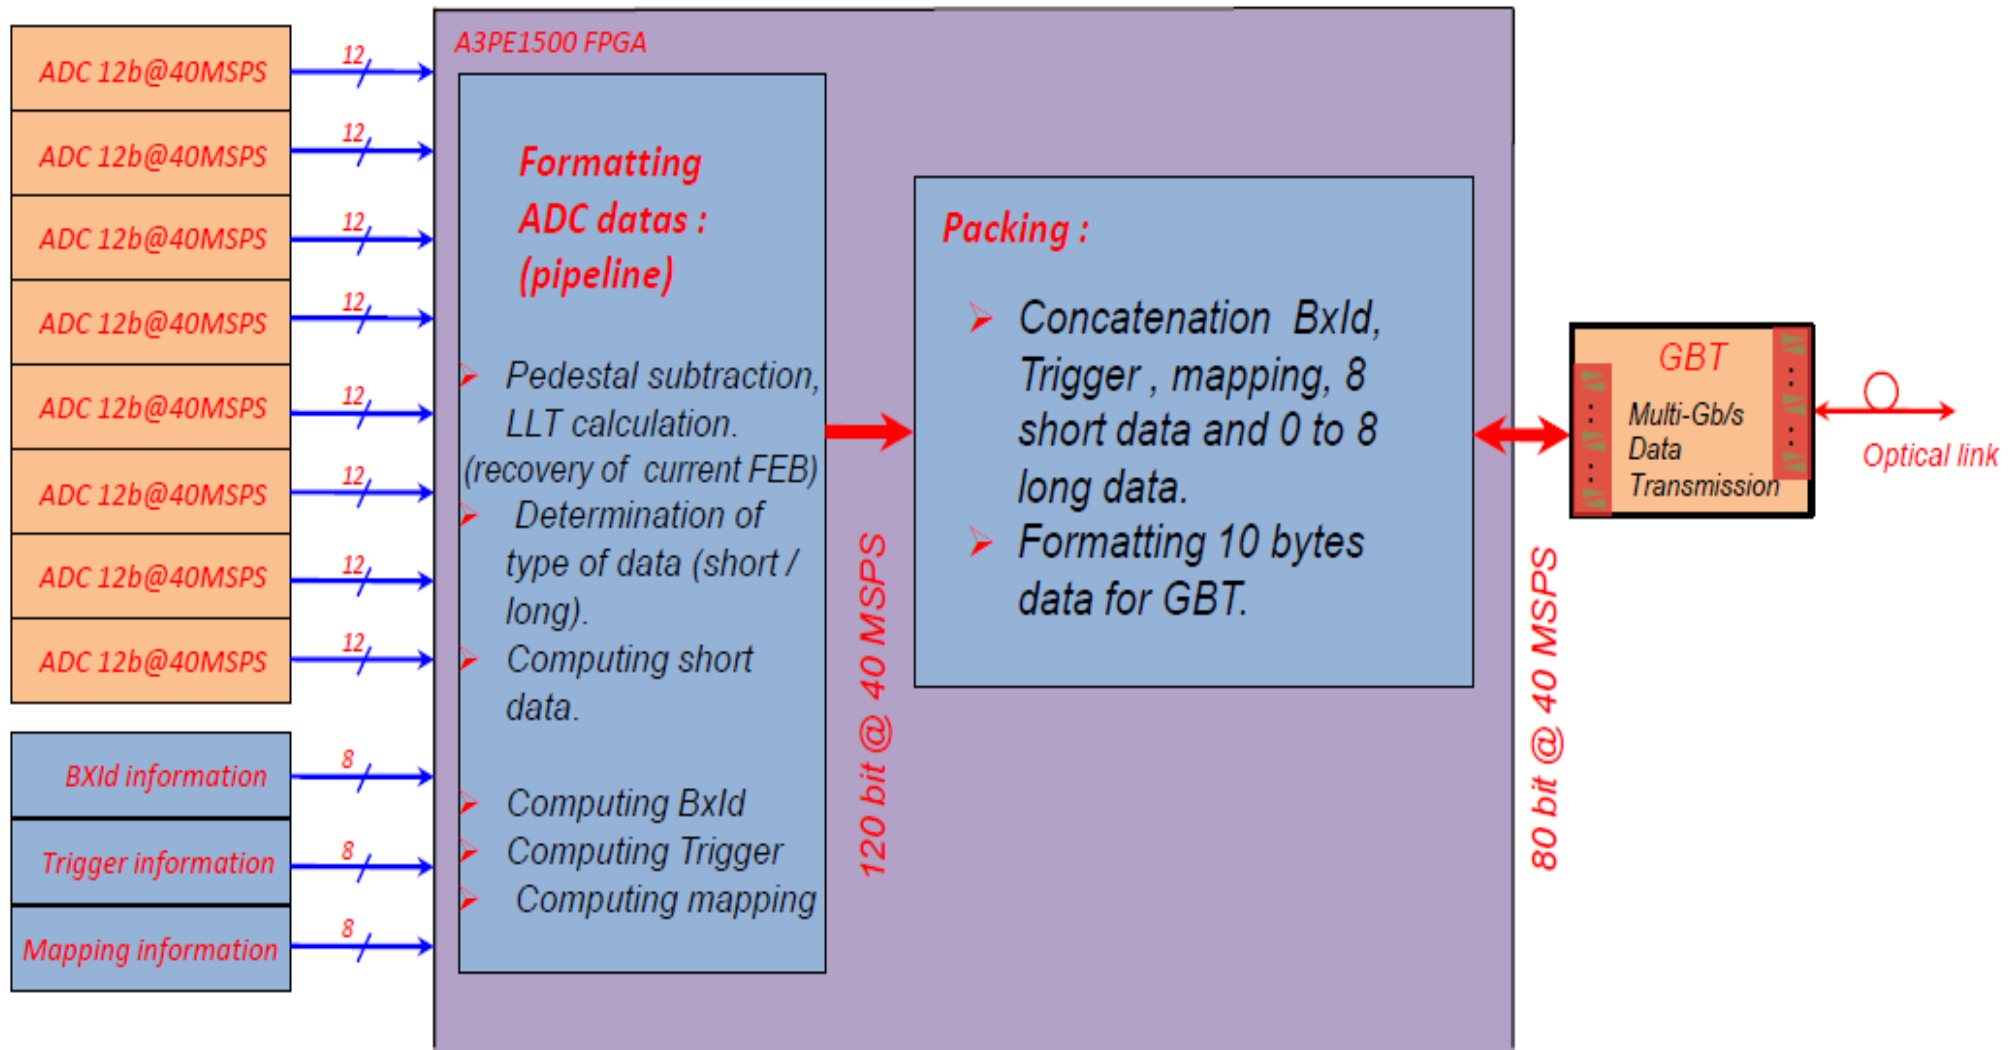 A3PE1500 FPGA
ADC 12b@40MSPS
12
ADC 12b@40MSPS
12
ADC 12b@40MSPS
12
ADC 12b@40MSPS
12
ADC 12b@40MSPS
12
ADC 12b@40MSPS
12
ADC 12b@40MSPS
12
ADC 12b@40MSPS
12
BXId information
8
Trigger information
8
Mapping information
8
Formatting
ADC datas :
(pipeline)
Pedestal subtraction,
LLT calculation.
(recovery of current FEB)
Determination of
type of data (short /
long).
Computing short
data.
Computing BxId
Computing Trigger
Computing mapping
120 bit @ 40 MSPS
Packing :
Concatenation BxId,
Trigger , mapping, 8
short data and 0 to 8
long data.
Formatting 10 bytes
data for GBT.
80 bit @ 40 MSPS
GBT
Multi-Gb/s
Data
Transmission
Optical link